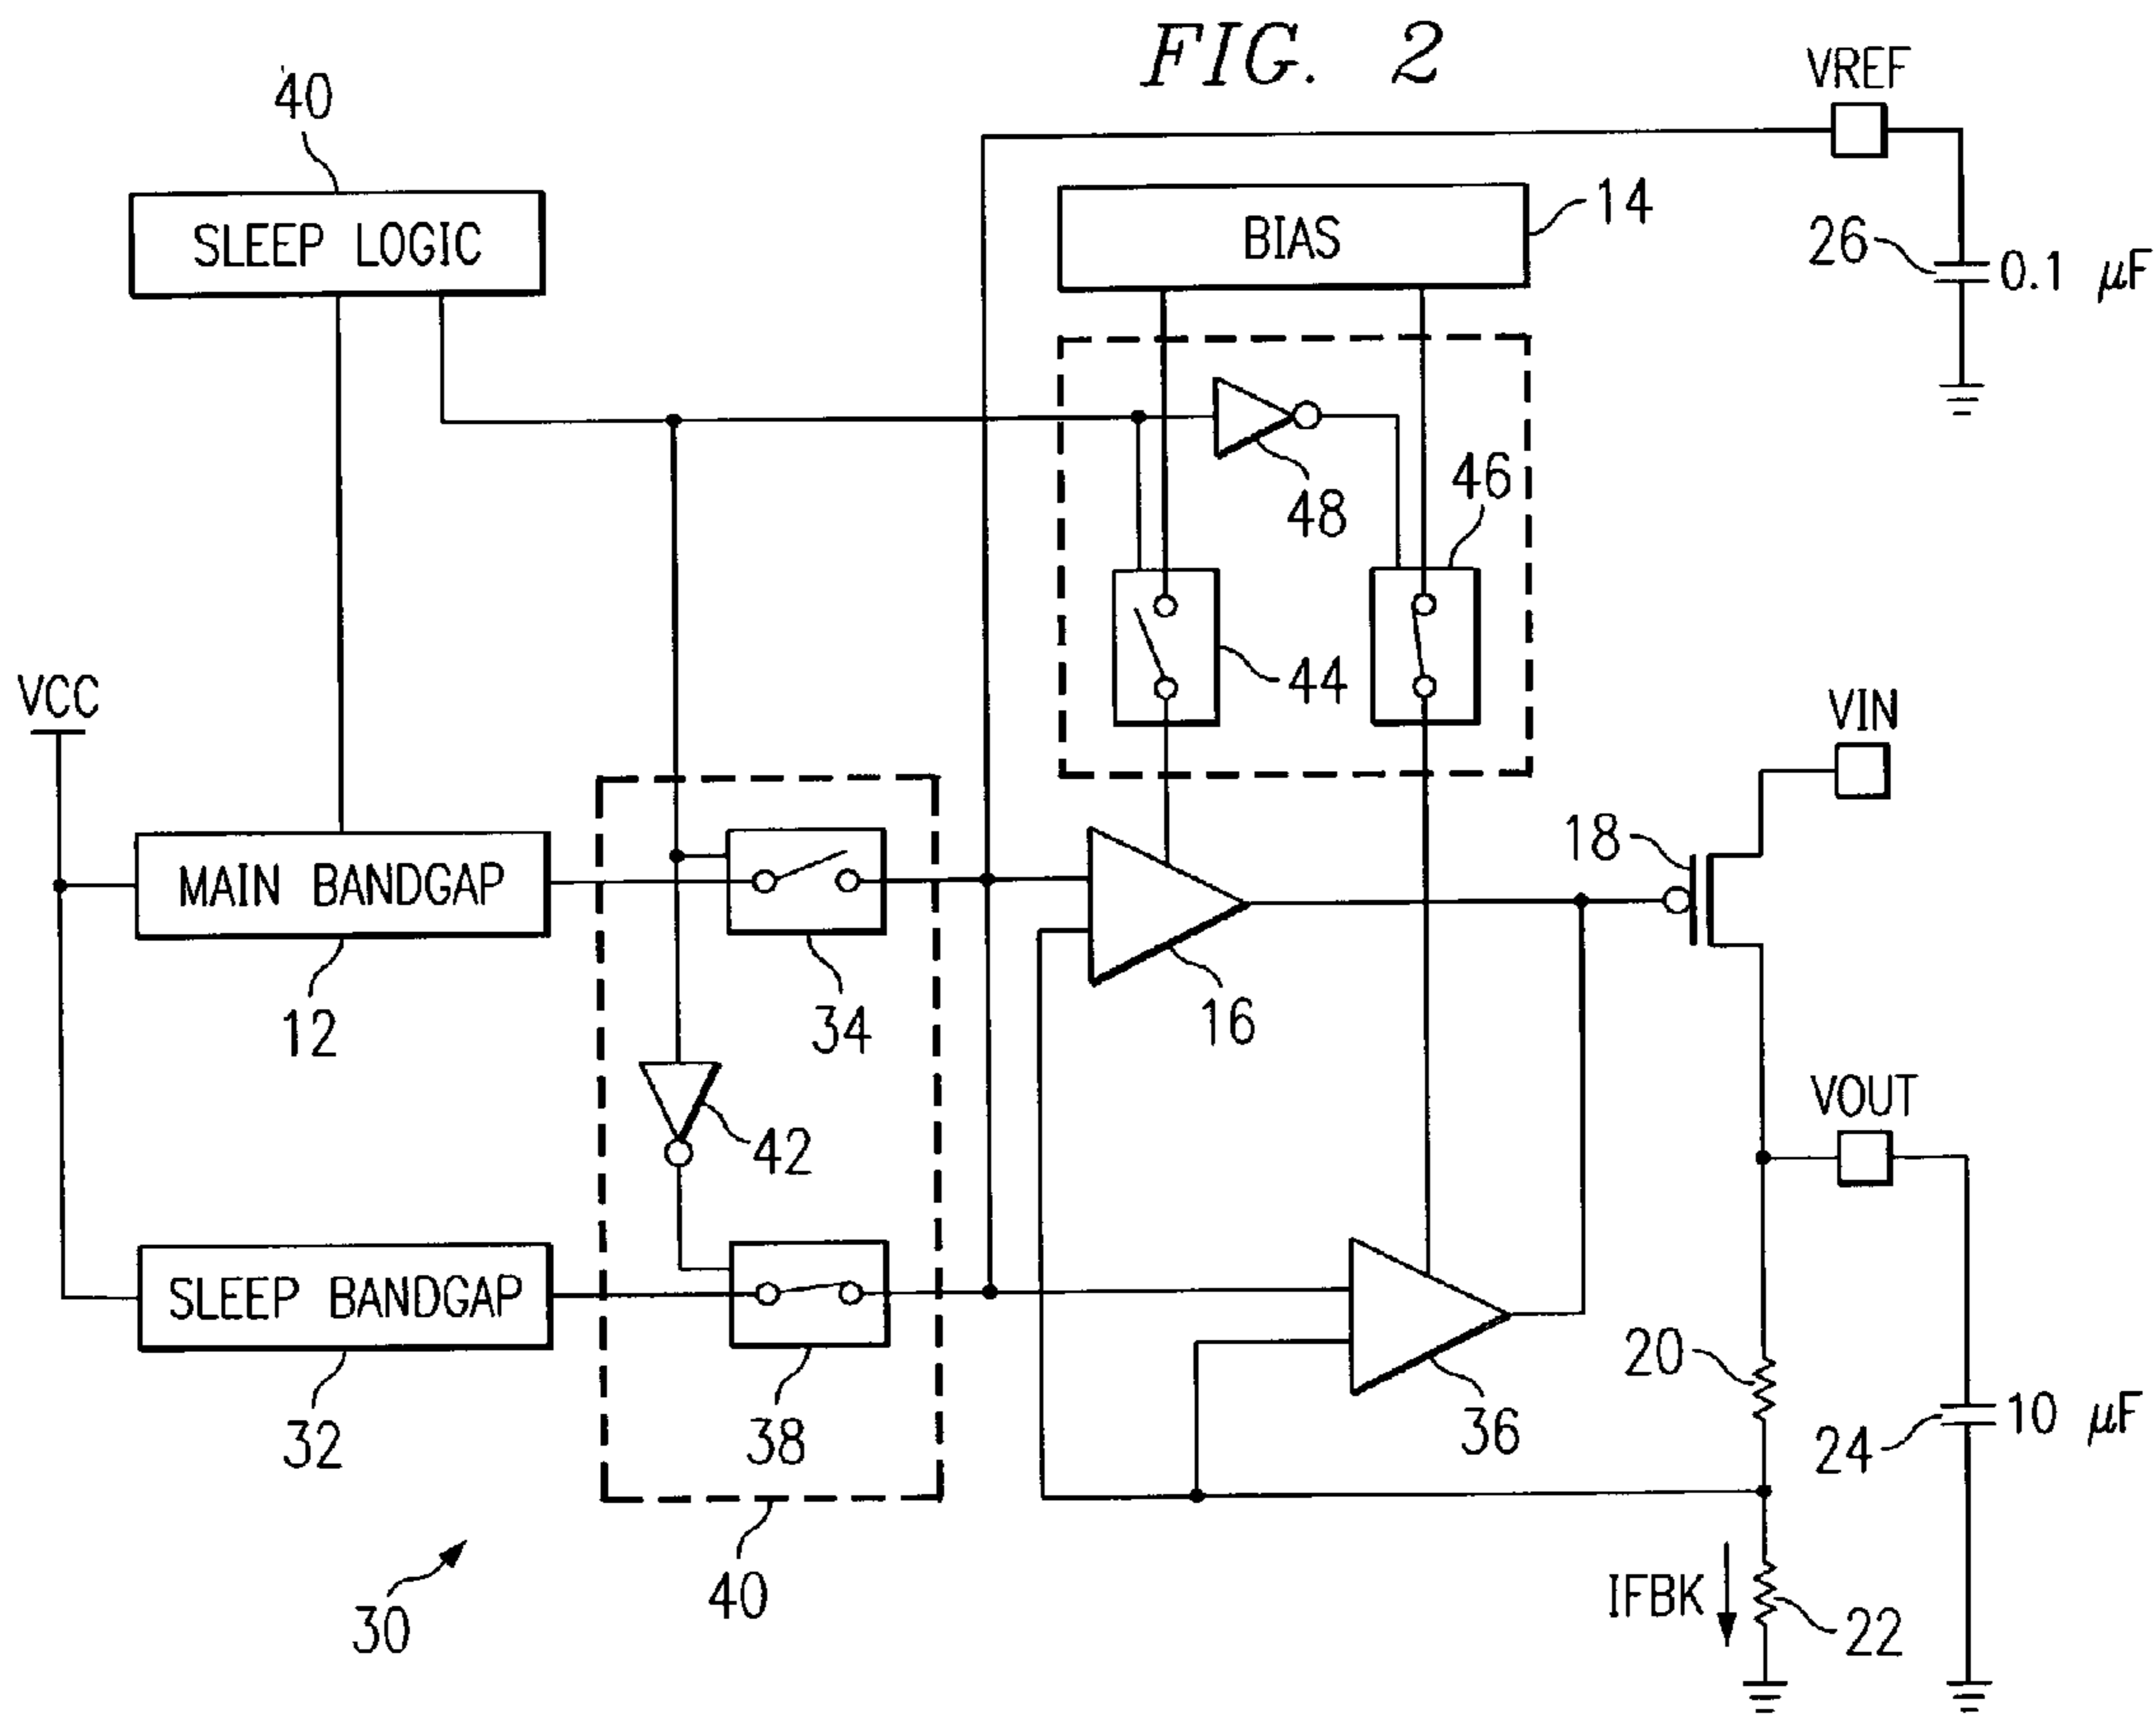 FIG. 2
VREF
40
SLEEP LOGIC
BIAS
14
26
0.1 μF
48
46
44
VCC
VIN
MAIN BANDGAP
18
12
34
16
42
VOUT
SLEEP BANDGAP
32
38
36
20
24
10 μF
40
30
IFBK
22